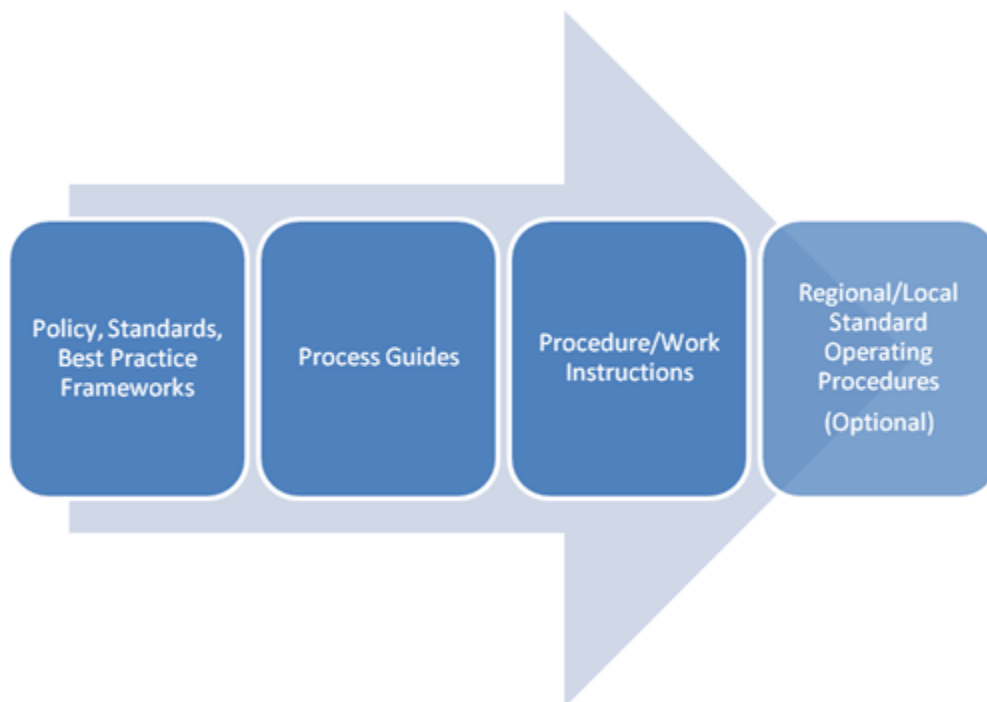 Policy, Standards,
Best Practice
Frameworks
Process Guides
Procedure/Work
Instructions
Regional/Local
Standard
Operating
Procedures
(Optional)